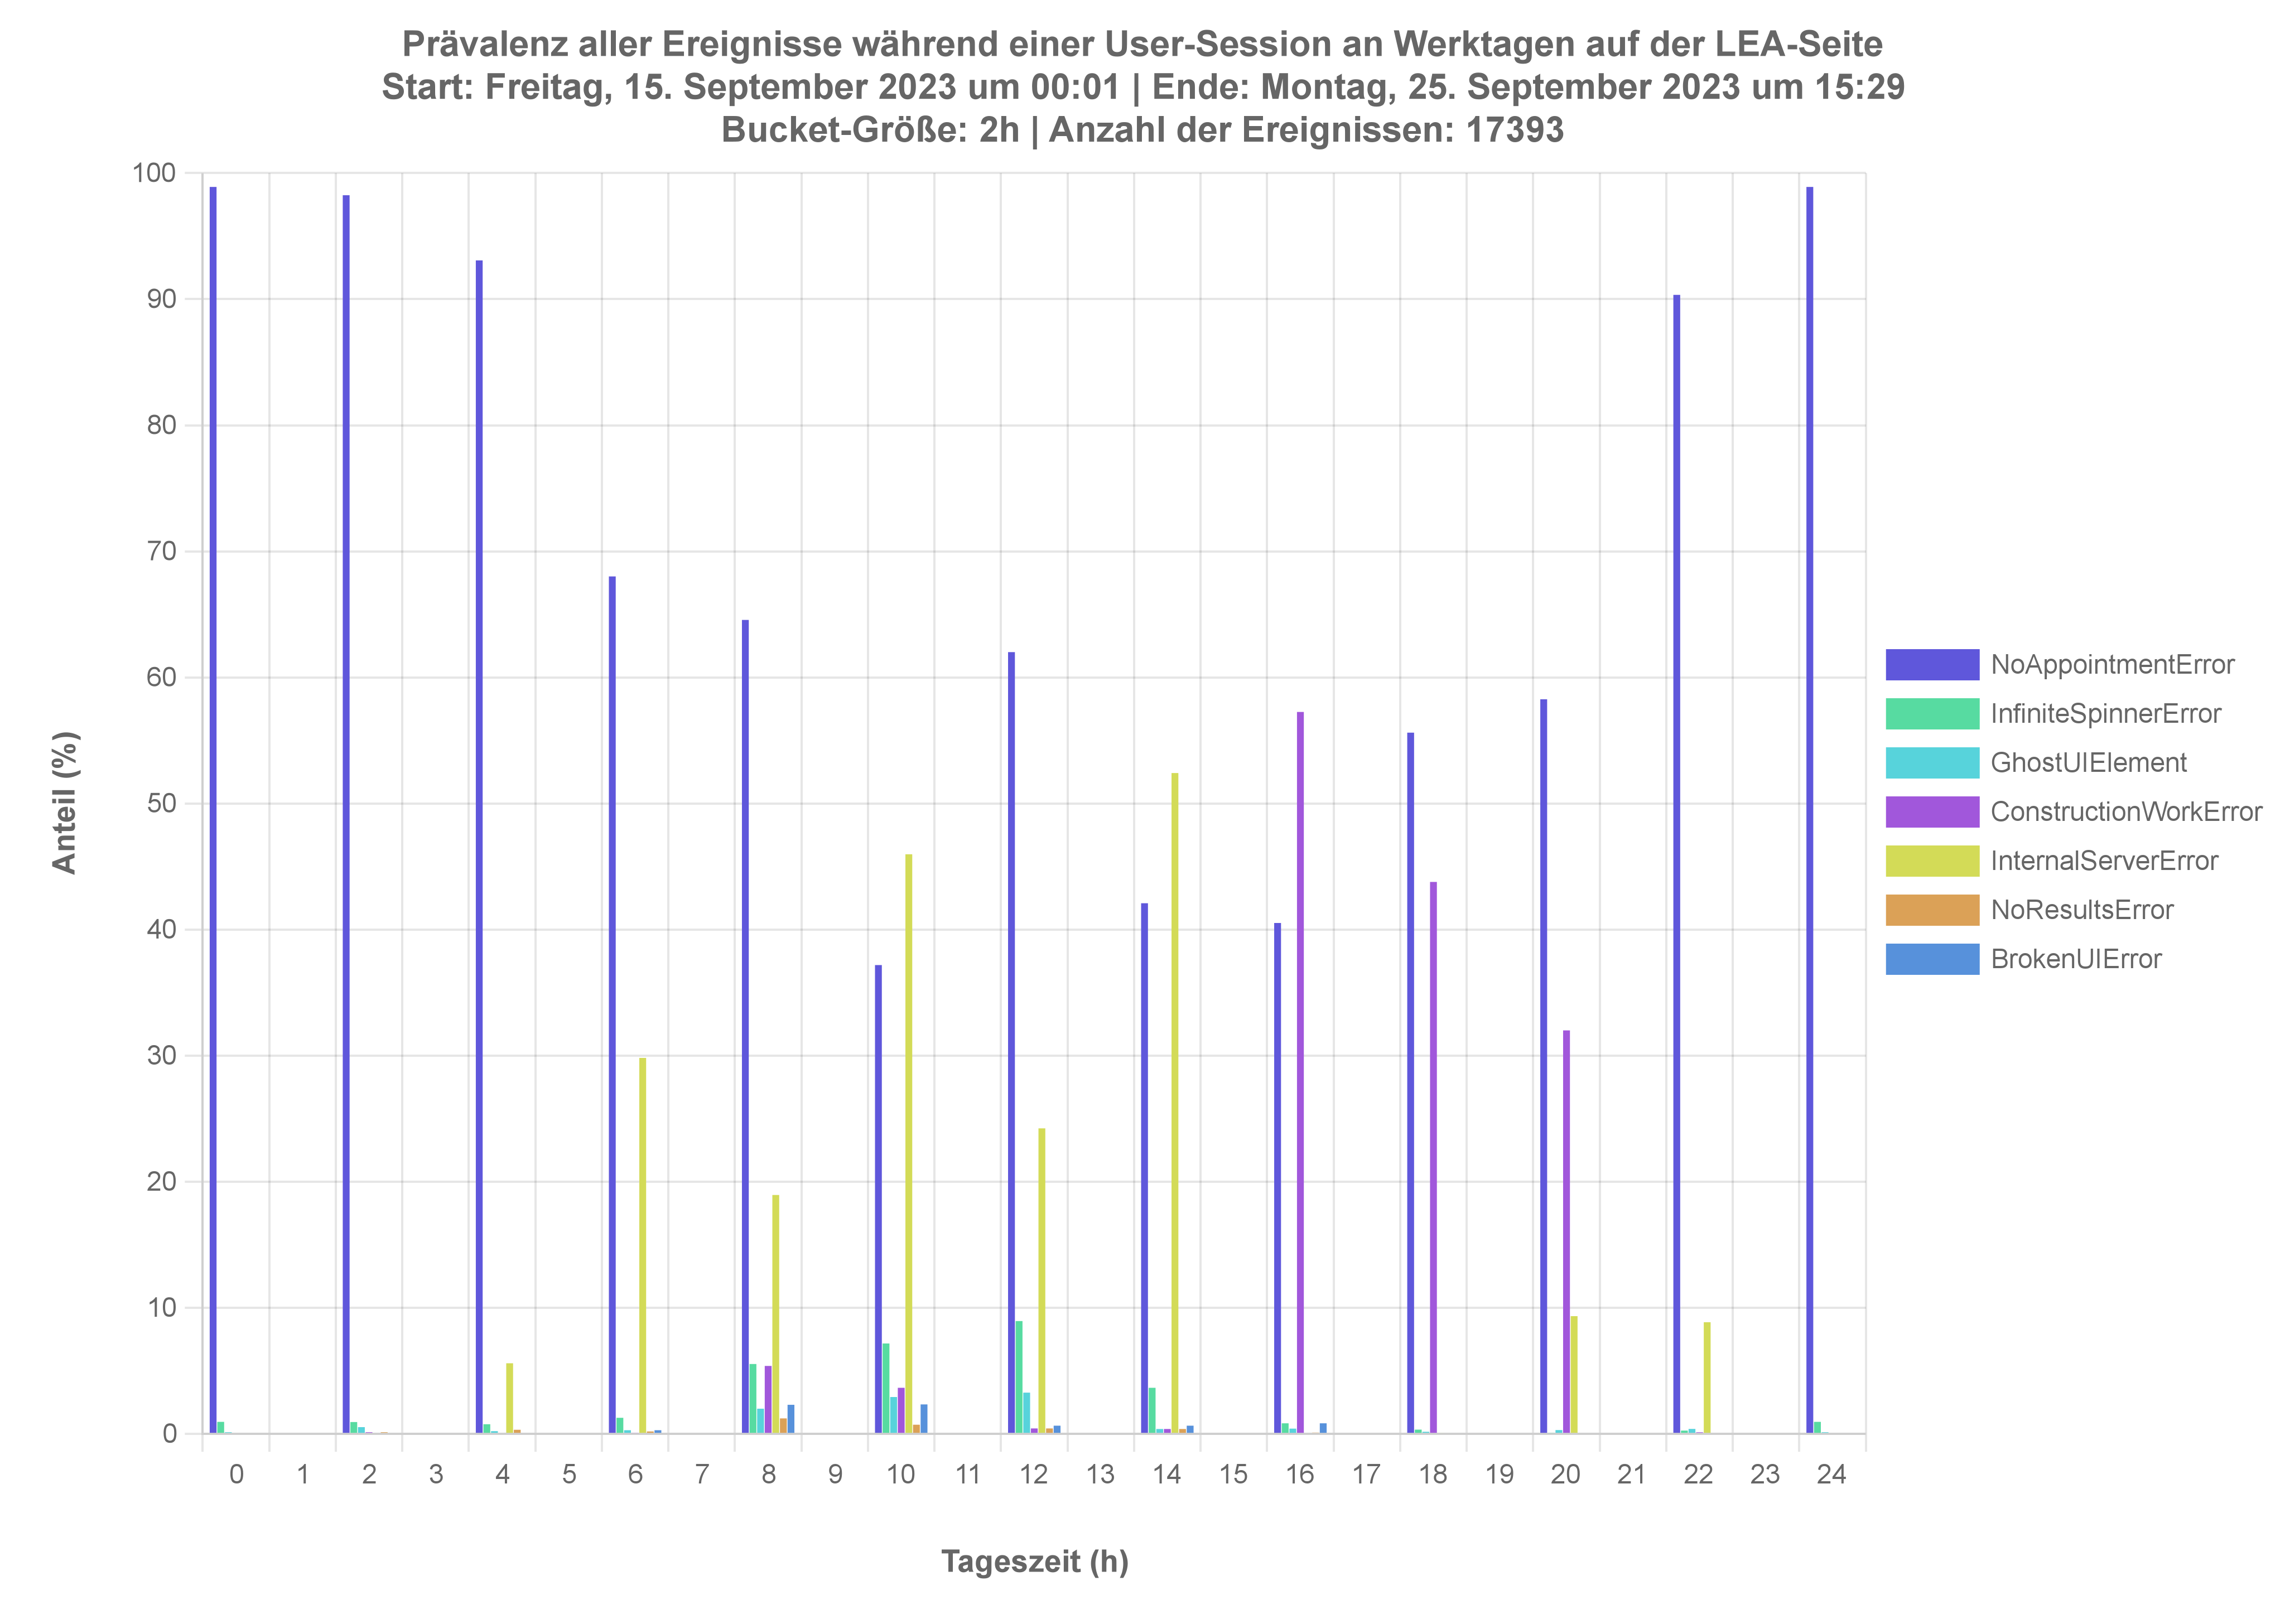 Prävalenz aller Ereignisse während einer User-Session an Werktagen auf der LEA-Seite
Start: Freitag, 15. September 2023 um 00:01 | Ende: Montag, 25. September 2023 um 15:29
Bucket-Größe: 2h | Anzahl der Ereignissen: 17393
100
90
80
70
60
50
40
30
20
10
0
Anteil (%)
0 1 2 3 4 5 6 7 8 9 10 11 12 13 14 15 16 17 18 19 20 21 22 23 24
Tageszeit (h)
NoAppointmentError
InfiniteSpinnerError
GhostUIElement
ConstructionWorkError
InternalServerError
NoResultsError
BrokenUIError